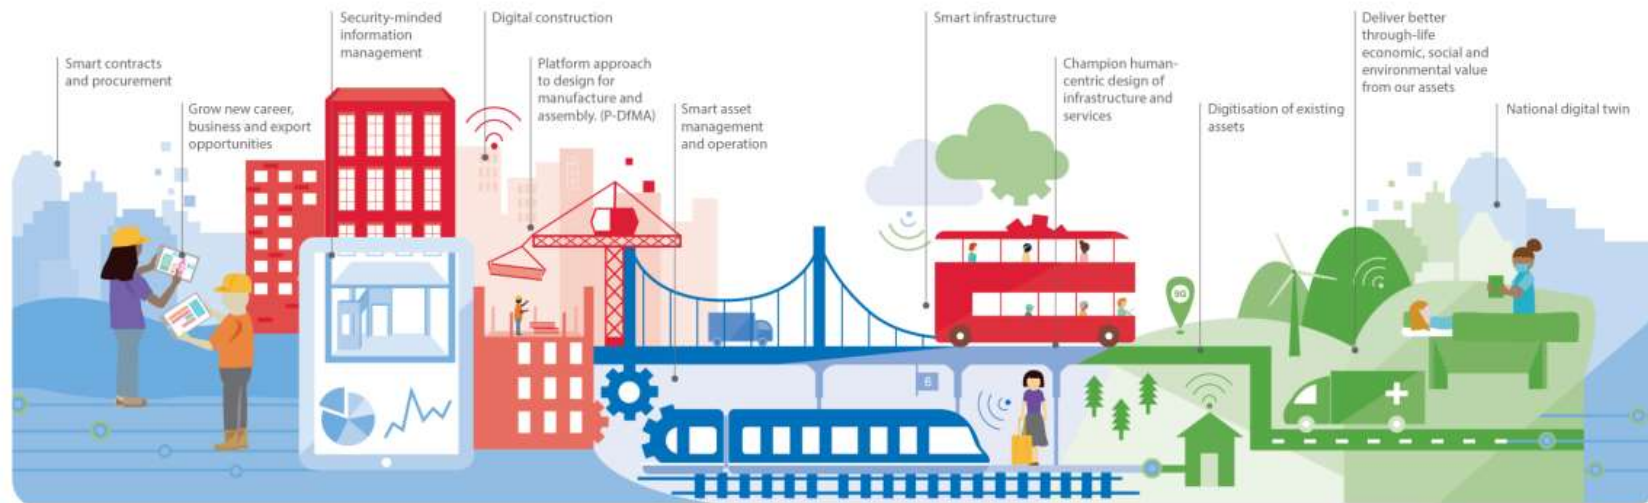 Smart contracts
and procurement
Grow new career,
business and export
opportunities
Security-minded
information
management
Digital construction
Platform approach
to design for
manufacture and
assembly. (P-DfMA)
Smart asset
management
and operation
Smart infrastructure
Champion human-
centric design of
infrastructure and
services
Digitisation of existing
assets
Deliver better
through-life
economic, social and
environmental value
from our assets
National digital twin
6